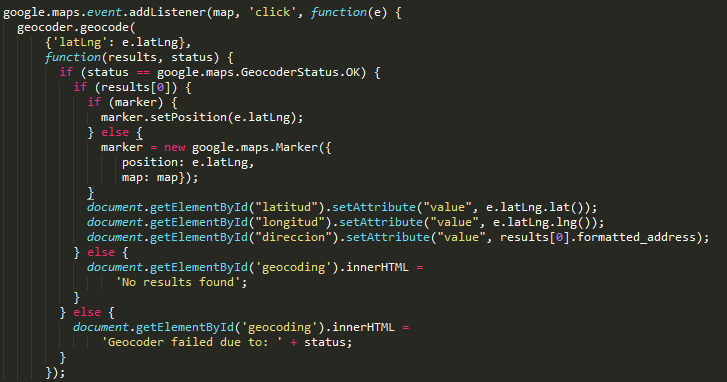 google.maps.event.addListener(map, 'click', function(e) {
  geocoder.geocode(
      {'latLng': e.latLng},
      function(results, status) {
        if (status == google.maps.GeocoderStatus.OK) {
          if (results[0]) {
            if (marker) {
              marker.setPosition(e.latLng);
            } else {
              marker = new google.maps.Marker({
                 position: e.latLng,
                 map: map});
            }
            document.getElementById("latitud").setAttribute("value", e.latLng.lat());
            document.getElementById("longitud").setAttribute("value", e.latLng.lng());
            document.getElementById("direccion").setAttribute("value", results[0].formatted_address);
          } else {
            document.getElementById('geocoding').innerHTML =
                'No results found';
          }
        } else {
          document.getElementById('geocoding').innerHTML =
              'Geocoder failed due to: ' + status;
        }
      });